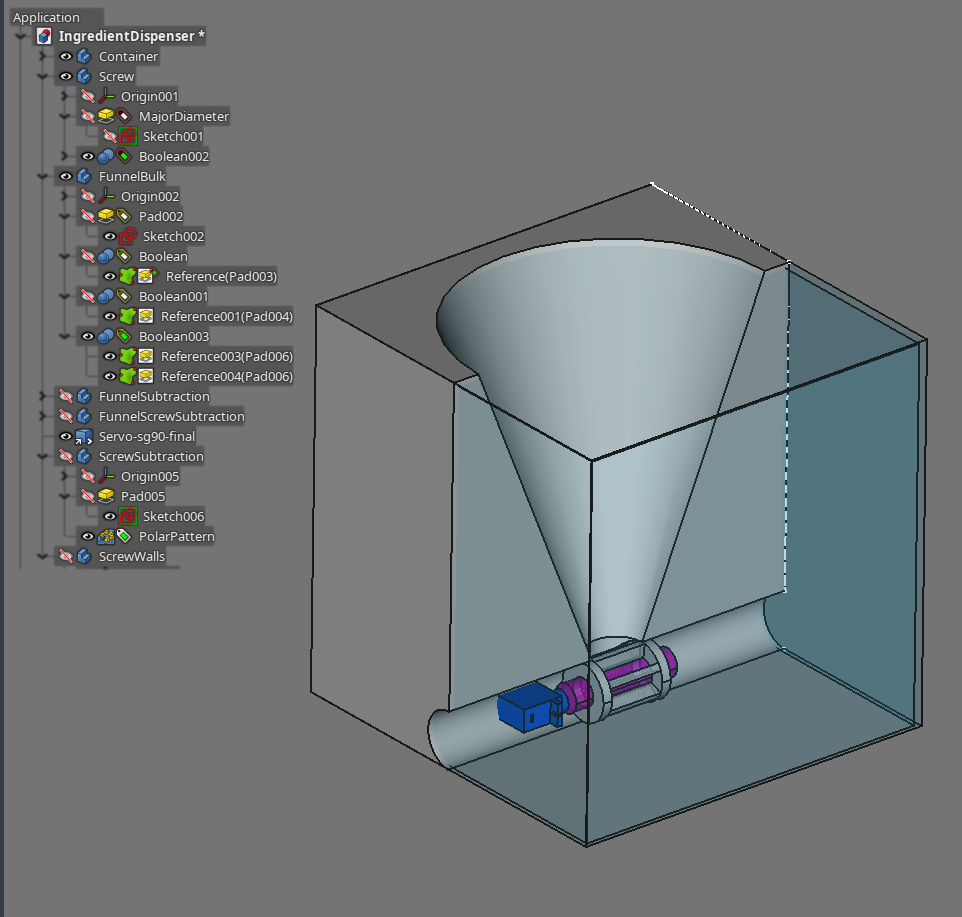 Application
IngredientDispenser *
Container
Screw
Origin001
MajorDiameter
Sketch001
Boolean002
FunnelBulk
Origin002
Pad002
Sketch002
Boolean
Reference(Pad003)
Boolean001
Reference001(Pad004)
Boolean003
Reference003(Pad006)
Reference004(Pad006)
FunnelSubtraction
FunnelScrewSubtraction
Servo-sg90-final
ScrewSubtraction
Origin005
Pad005
Sketch006
PolarPattern
ScrewWalls